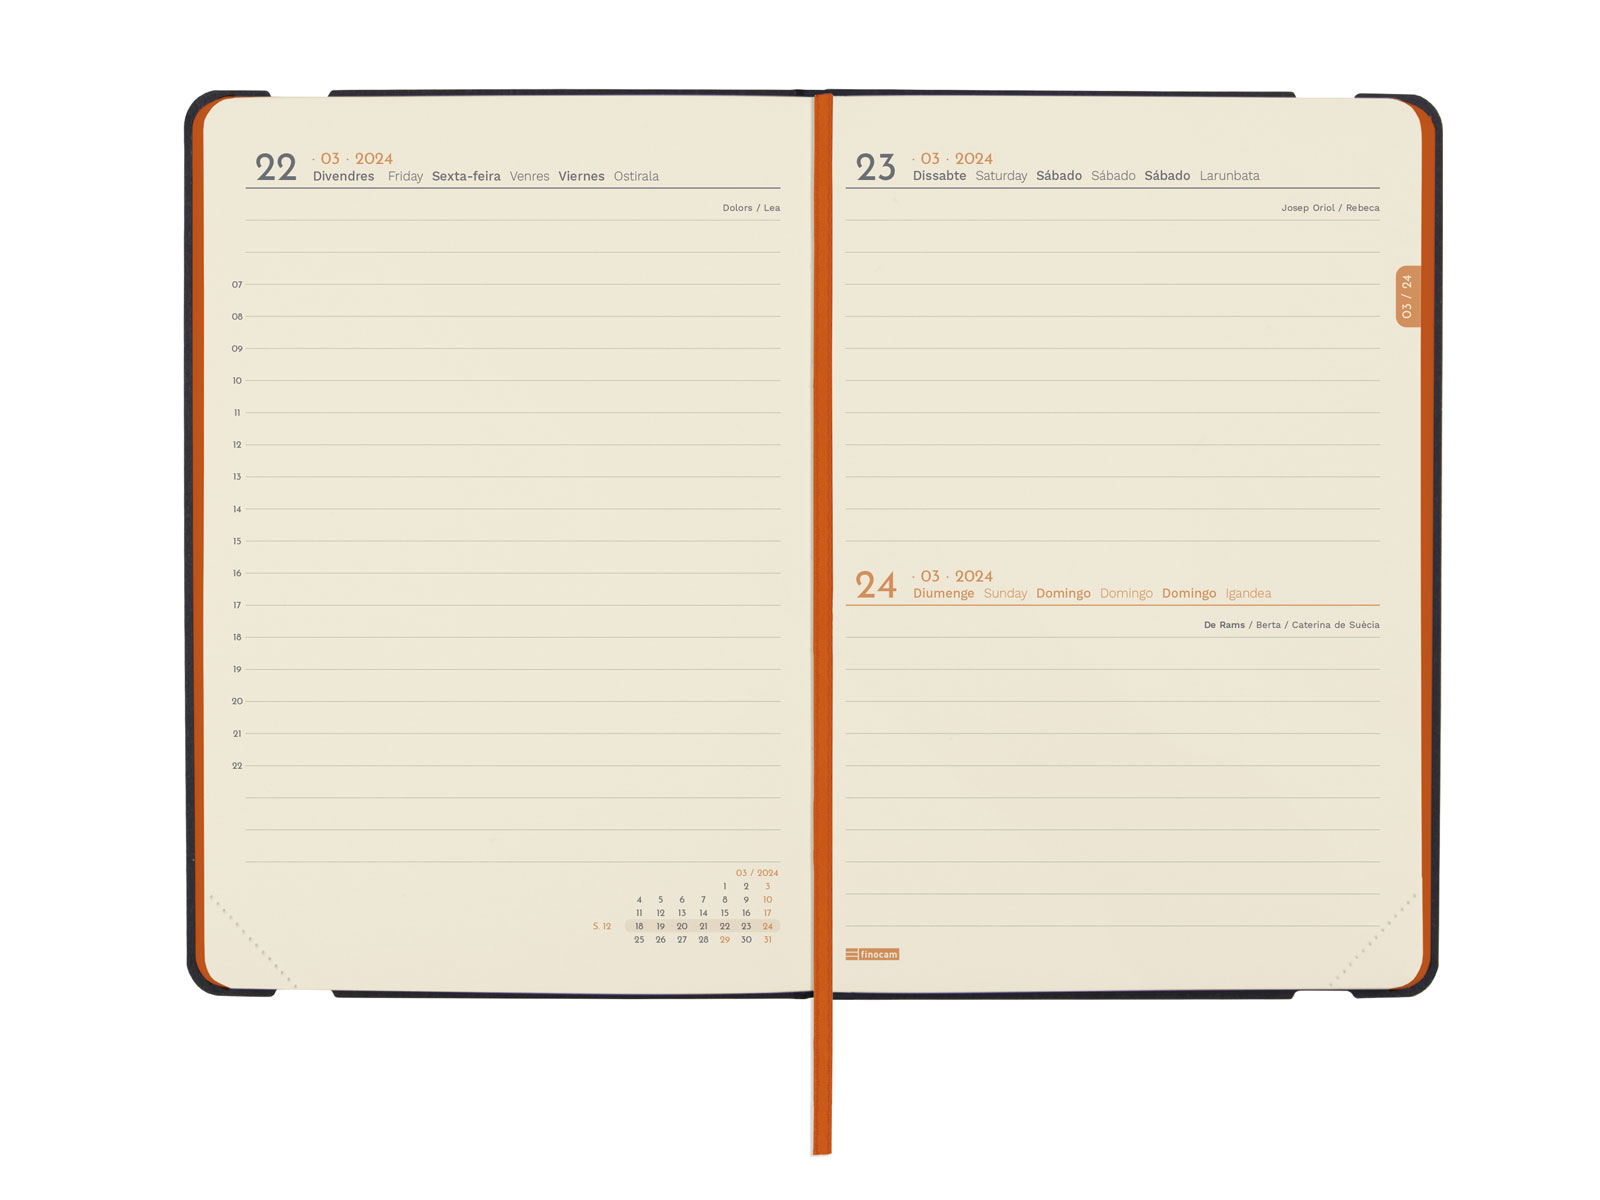 22 · 03 · 2024
Divendres Friday Sexta-feira Venres Viernes Ostirala
Dolors / Lea
07
08
09
10
11
12
13
14
15
16
17
18
19
20
21
22
03 / 2024
1 2 3
4 5 6 7 8 9 10
11 12 13 14 15 16 17
S. 12 18 19 20 21 22 23 24
25 26 27 28 29 30 31
23 · 03 · 2024
Dissabte Saturday Sábado Sábado Sábado Larunbata
Josep Oriol / Rebeca
03 / 24
24 · 03 · 2024
Diumenge Sunday Domingo Domingo Domingo Igandea
De Rams / Berta / Caterina de Suècia
finocam